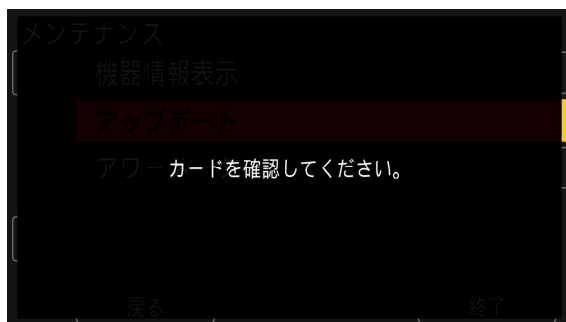 メンテナンス
機器情報表示
アップデート
アワー
カードを確認してください。
戻る
終了